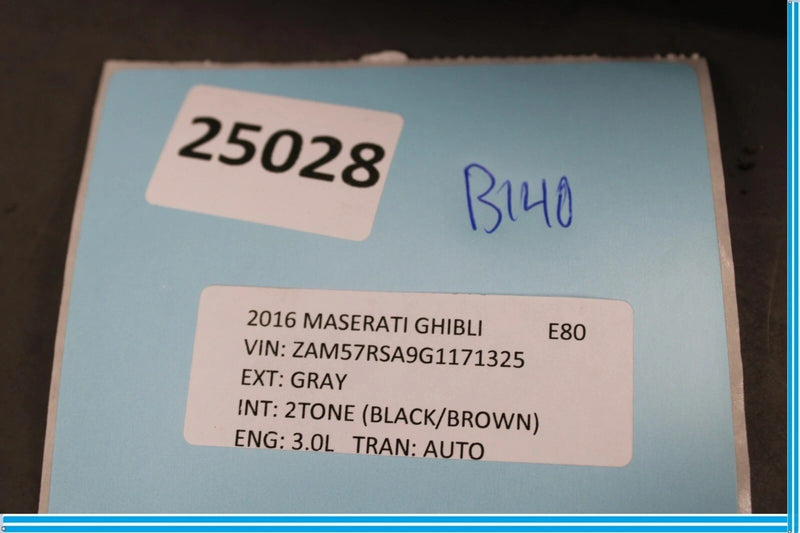 25028
B140
2016 MASERATI GHIBLI E80
VIN: ZAM57RSA9G1171325
EXT: GRAY
INT: 2TONE (BLACK/BROWN)
ENG: 3.0L TRAN: AUTO